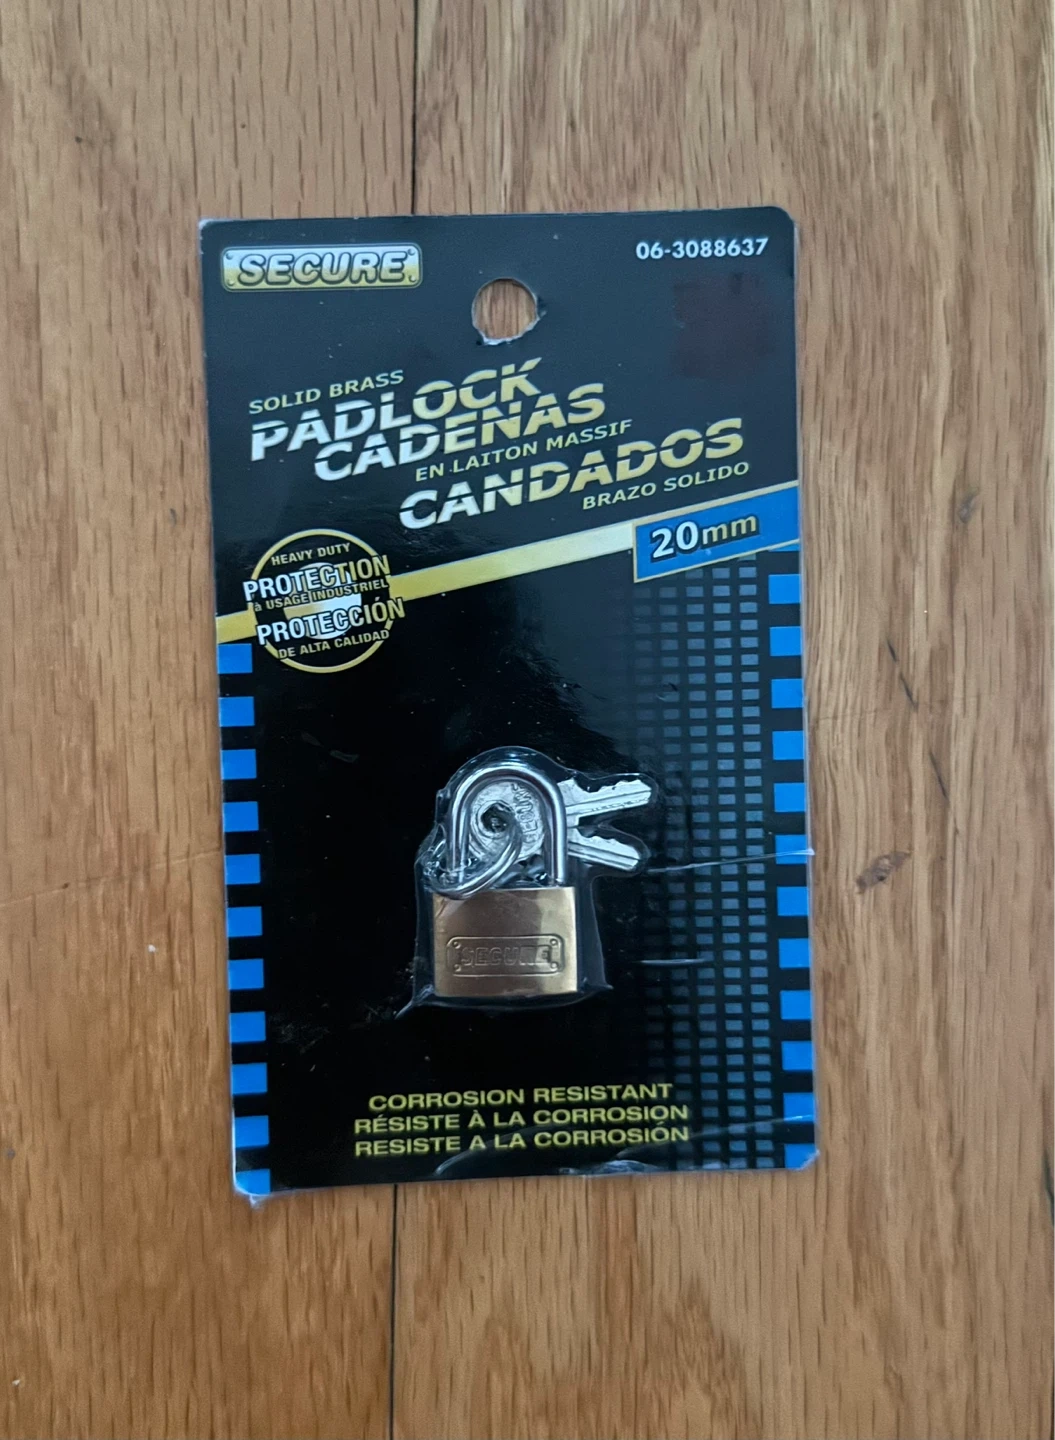 SECURE
06-3088637
SOLID BRASS
PADLOCK
CADENAS
EN LAITON MASSIF
CANDADOS
BRAZO SOLIDO
20mm
HEAVY DUTY
PROTECTION
à USAGE INDUSTRIEL
PROTECCIÓN
DE ALTA CALIDAD
SECURE
CORROSION RESISTANT
RÉSISTE À LA CORROSION
RESISTE A LA CORROSIÓN